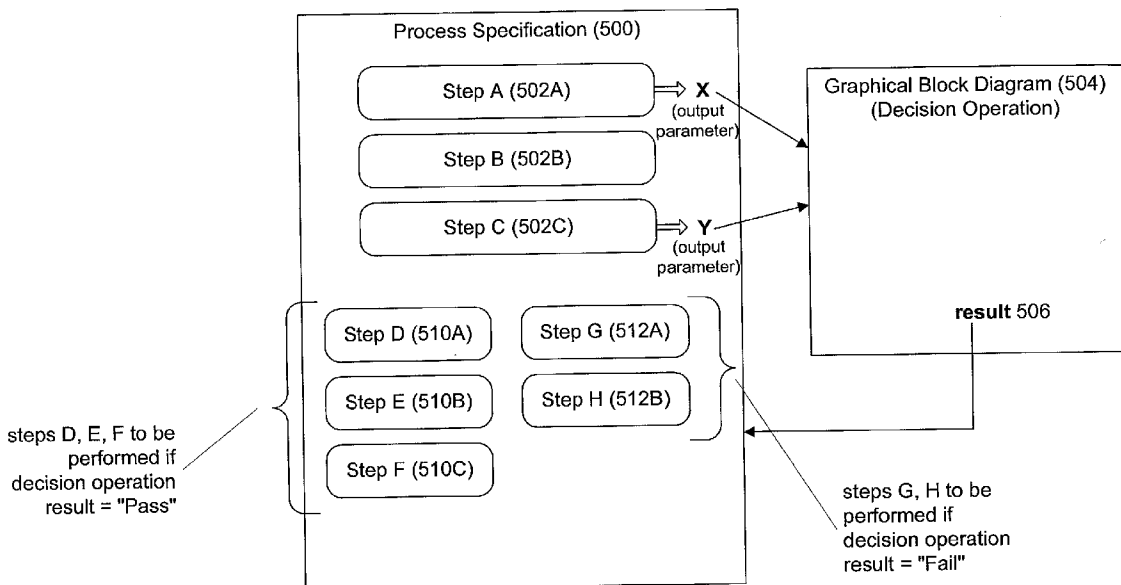 Process Specification (500)
Step A (502A)
X
(output
parameter)
Step B (502B)
Step C (502C)
Y
(output
parameter)
Graphical Block Diagram (504)
(Decision Operation)
result 506
Step D (510A)
Step G (512A)
Step E (510B)
Step H (512B)
Step F (510C)
steps D, E, F to be
performed if
decision operation
result = "Pass"
steps G, H to be
performed if
decision operation
result = "Fail"